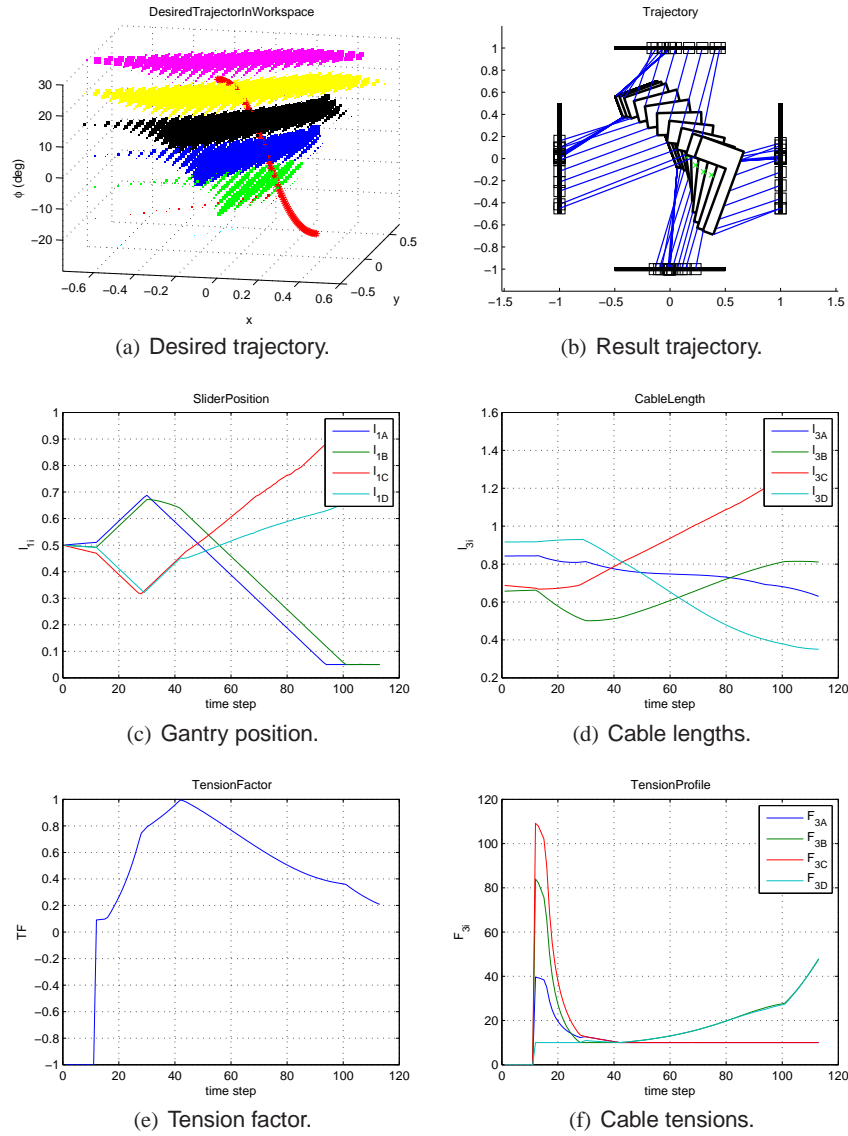 DesiredTrajectorInWorkspace
30
20
10
0
−10
−20
ϕ (deg)
−0.6
−0.4
−0.2
0
0.2
0.4
0.6
x
−0.5
0
0.5
y
(a) Desired trajectory.
Trajectory
1
0.8
0.6
0.4
0.2
0
−0.2
−0.4
−0.6
−0.8
−1
−1.5
−1
−0.5
0
0.5
1
1.5
(b) Result trajectory.
SliderPosition
1
0.9
0.8
0.7
0.6
0.5
0.4
0.3
0.2
0.1
0
l1i
l1A
l1B
l1C
l1D
0 20 40 60 80 100 120
time step
(c) Gantry position.
CableLength
1.6
1.4
1.2
1
0.8
0.6
0.4
0.2
l3i
l3A
l3B
l3C
l3D
0 20 40 60 80 100 120
time step
(d) Cable lengths.
TensionFactor
1
0.8
0.6
0.4
0.2
0
−0.2
−0.4
−0.6
−0.8
−1
TF
0 20 40 60 80 100 120
time step
(e) Tension factor.
TensionProfile
120
100
80
60
40
20
0
F3i
F3A
F3B
F3C
F3D
0 20 40 60 80 100 120
time step
(f) Cable tensions.